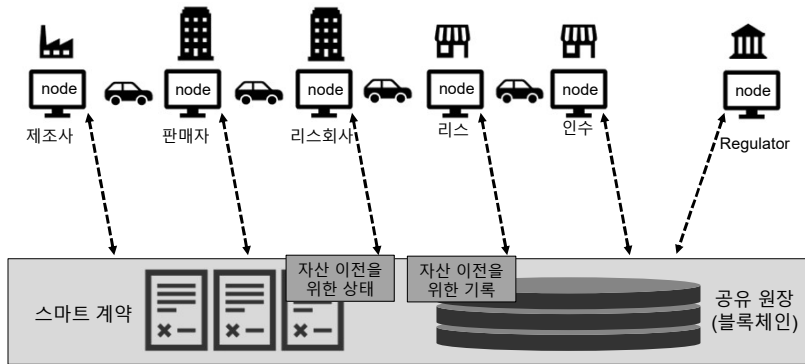 node
node
node
node
node
node
제조사
판매자
리스회사
리스
인수
Regulator
자산 이전을
위한 상태
자산 이전을
위한 기록
스마트 계약
공유 원장
(블록체인)